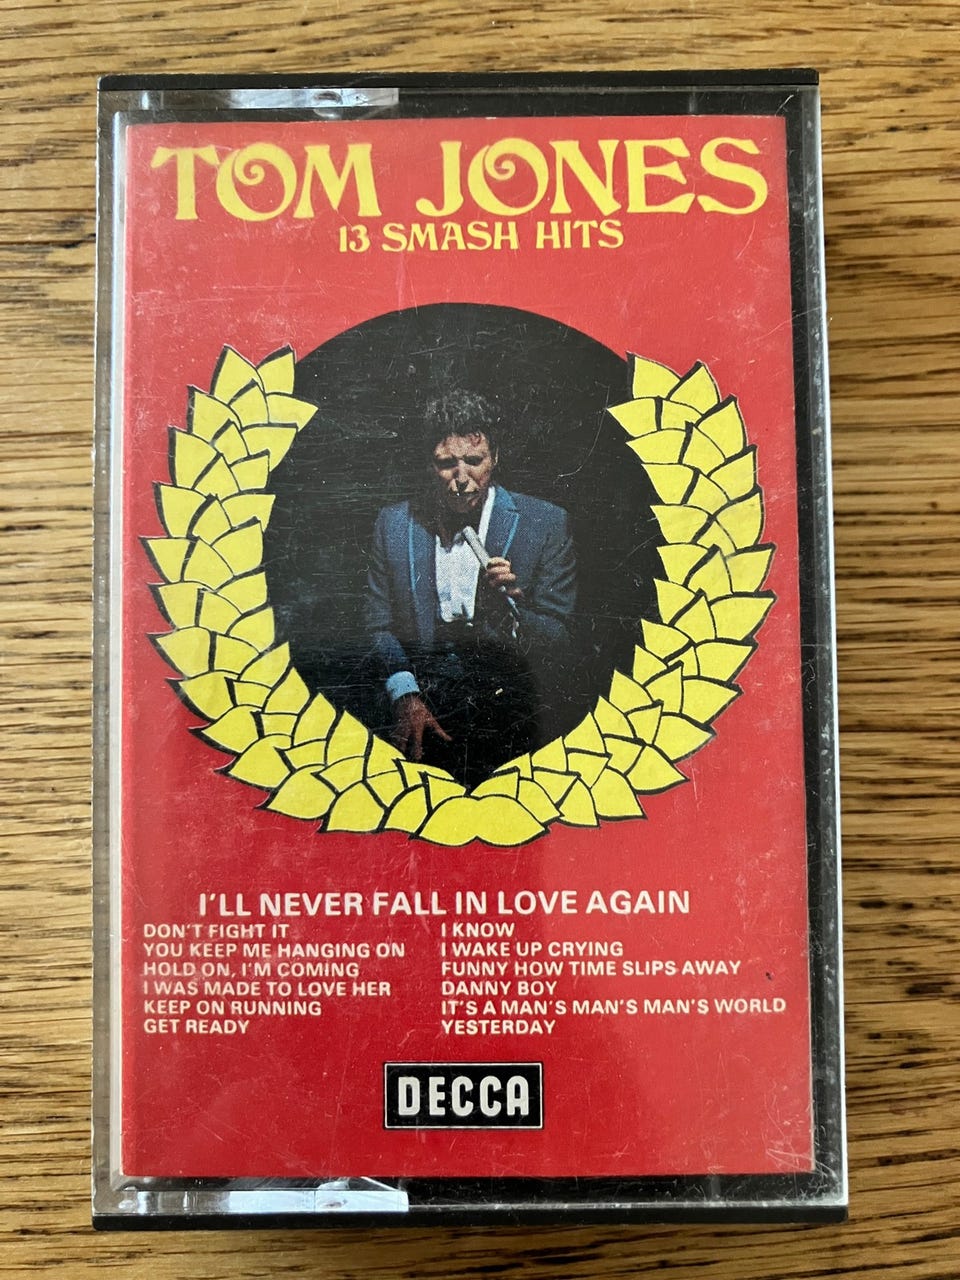 TOM JONES
13 SMASH HITS
I'LL NEVER FALL IN LOVE AGAIN
DON'T FIGHT IT
YOU KEEP ME HANGING ON
HOLD ON, I'M COMING
I WAS MADE TO LOVE HER
KEEP ON RUNNING
GET READY
I KNOW
I WAKE UP CRYING
FUNNY HOW TIME SLIPS AWAY
DANNY BOY
IT'S A MAN'S MAN'S MAN'S WORLD
YESTERDAY
DECCA